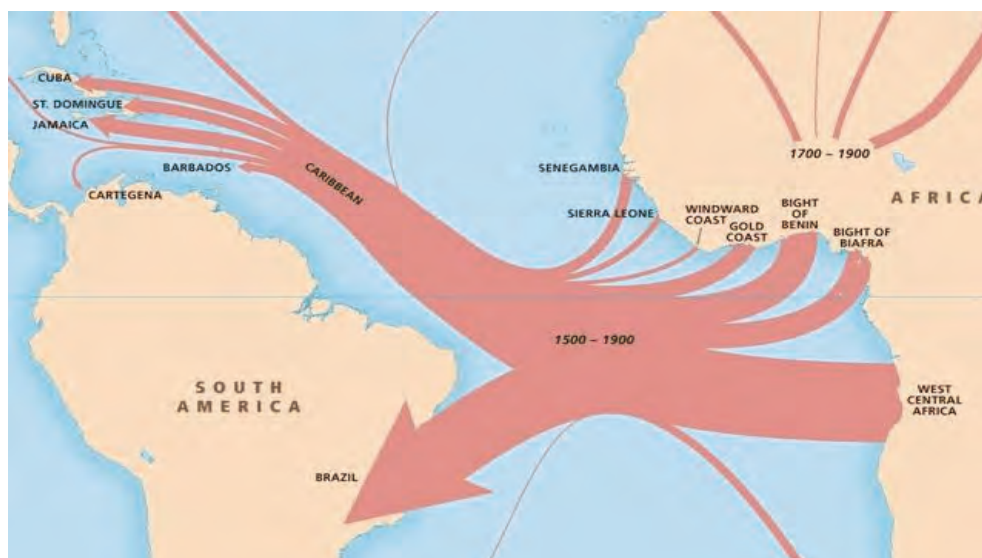 CUBA
ST. DOMINGUE
JAMAICA
BARBADOS
CARTEGENA
CARIBBEAN
SENEGAMBIA
SIERRA LEONE
WINDWARD
COAST
GOLD
COAST
BIGHT
OF
BENIN
BIGHT OF
BIAFRA
1700 – 1900
AFRICA
1500 – 1900
WEST
CENTRAL
AFRICA
SOUTH
AMERICA
BRAZIL